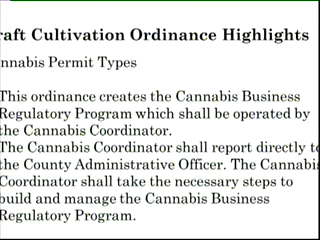 raft Cultivation Ordinance Highlights
nnabis Permit Types
This ordinance creates the Cannabis Business
Regulatory Program which shall be operated by
the Cannabis Coordinator.
The Cannabis Coordinator shall report directly to
the County Administrative Officer. The Cannabis
Coordinator shall take the necessary steps to
build and manage the Cannabis Business
Regulatory Program.